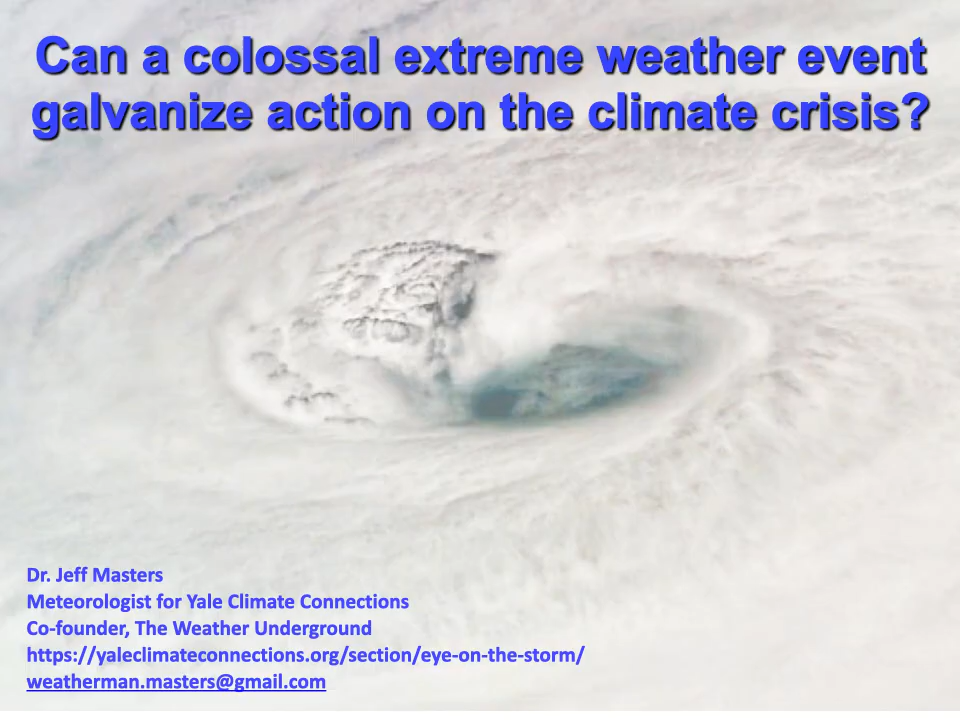 Can a colossal extreme weather event
galvanize action on the climate crisis?
Dr. Jeff Masters
Meteorologist for Yale Climate Connections
Co-founder, The Weather Underground
https://yaleclimateconnections.org/section/eye-on-the-storm/
weatherman.masters@gmail.com